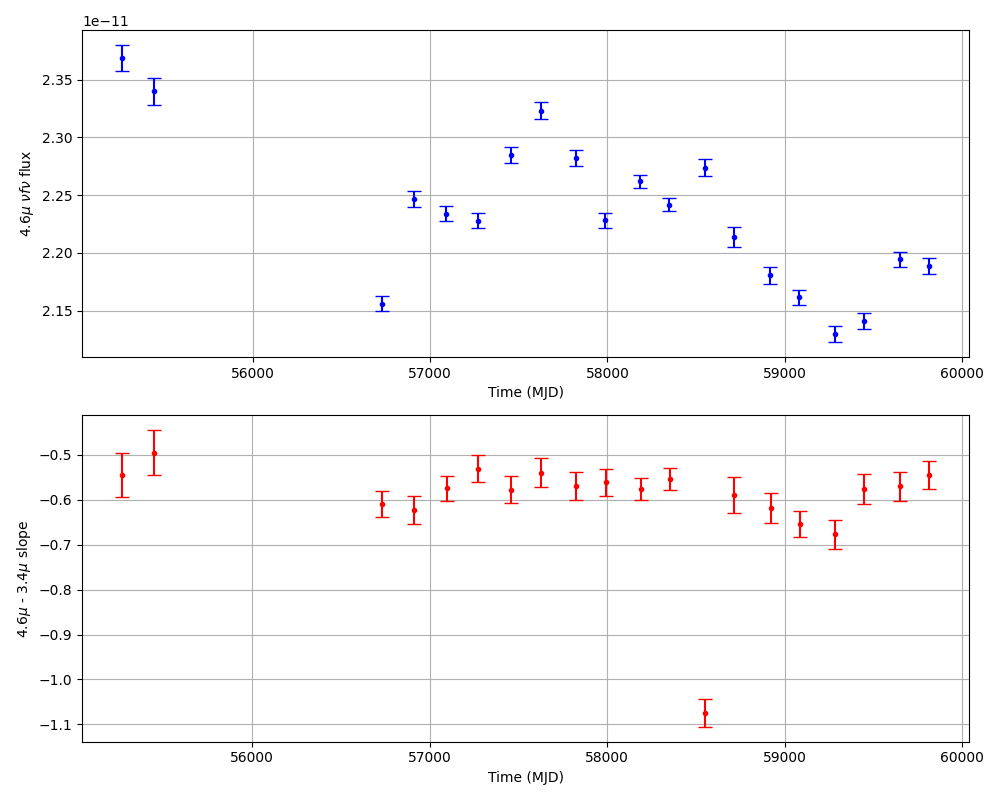 1e−11
2.35
2.30
2.25
2.20
2.15
4.6μ νfν flux
56000 57000 58000 59000 60000
Time (MJD)
−0.5
−0.6
−0.7
−0.8
−0.9
−1.0
−1.1
4.6μ - 3.4μ slope
56000 57000 58000 59000 60000
Time (MJD)